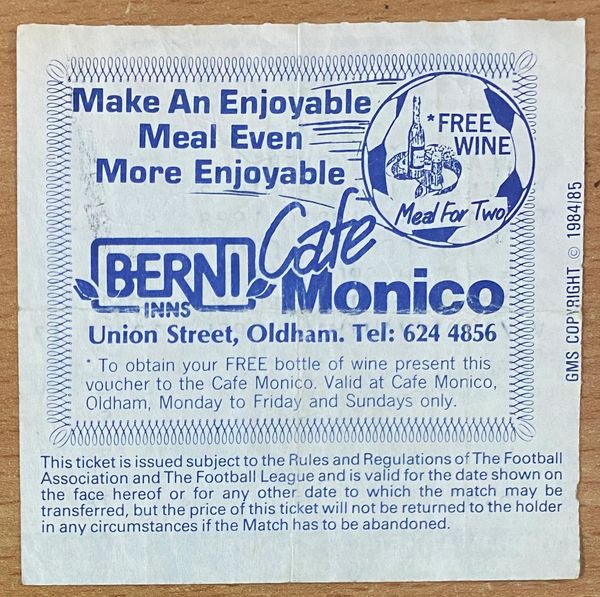 Make An Enjoyable
Meal Even
More Enjoyable
*FREE
WINE
Meal For Two
BERNI
INNS
Cafe
Monico
Union Street, Oldham. Tel: 624 4856
* To obtain your FREE bottle of wine present this
voucher to the Cafe Monico. Valid at Cafe Monico,
Oldham, Monday to Friday and Sundays only.
GMS COPYRIGHT © 1984/85
This ticket is issued subject to the Rules and Regulations of The Football
Association and The Football League and is valid for the date shown on
the face hereof or for any other date to which the match may be
transferred, but the price of this ticket will not be returned to the holder
in any circumstances if the Match has to be abandoned.